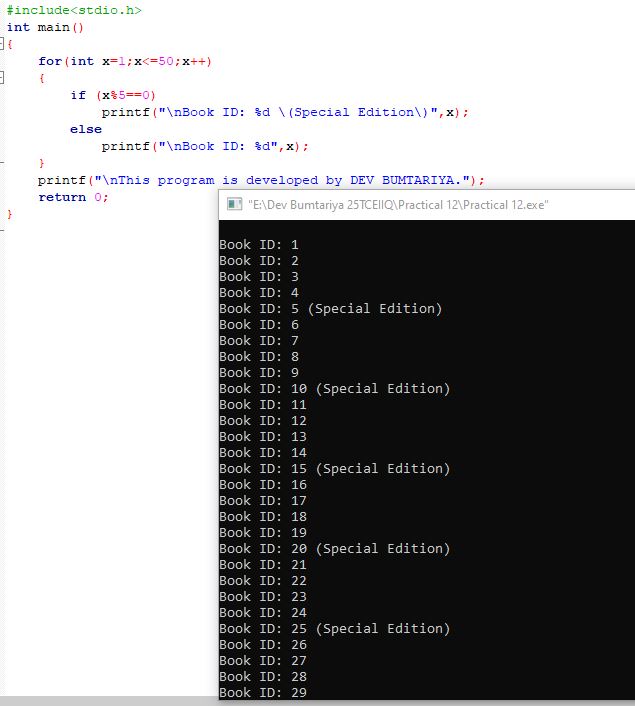 #include<stdio.h>
int main()
{
    for(int x=1;x<=50;x++)
    {
        if (x%5==0)
            printf("\nBook ID: %d \(Special Edition\)",x);
        else
            printf("\nBook ID: %d",x);
    }
    printf("\nThis program is developed by DEV BUMTARIYA.");
    return 0;
}
"E:\Dev Bumtariya 25TCEIIQ\Practical 12\Practical 12.exe"
Book ID: 1
Book ID: 2
Book ID: 3
Book ID: 4
Book ID: 5 (Special Edition)
Book ID: 6
Book ID: 7
Book ID: 8
Book ID: 9
Book ID: 10 (Special Edition)
Book ID: 11
Book ID: 12
Book ID: 13
Book ID: 14
Book ID: 15 (Special Edition)
Book ID: 16
Book ID: 17
Book ID: 18
Book ID: 19
Book ID: 20 (Special Edition)
Book ID: 21
Book ID: 22
Book ID: 23
Book ID: 24
Book ID: 25 (Special Edition)
Book ID: 26
Book ID: 27
Book ID: 28
Book ID: 29